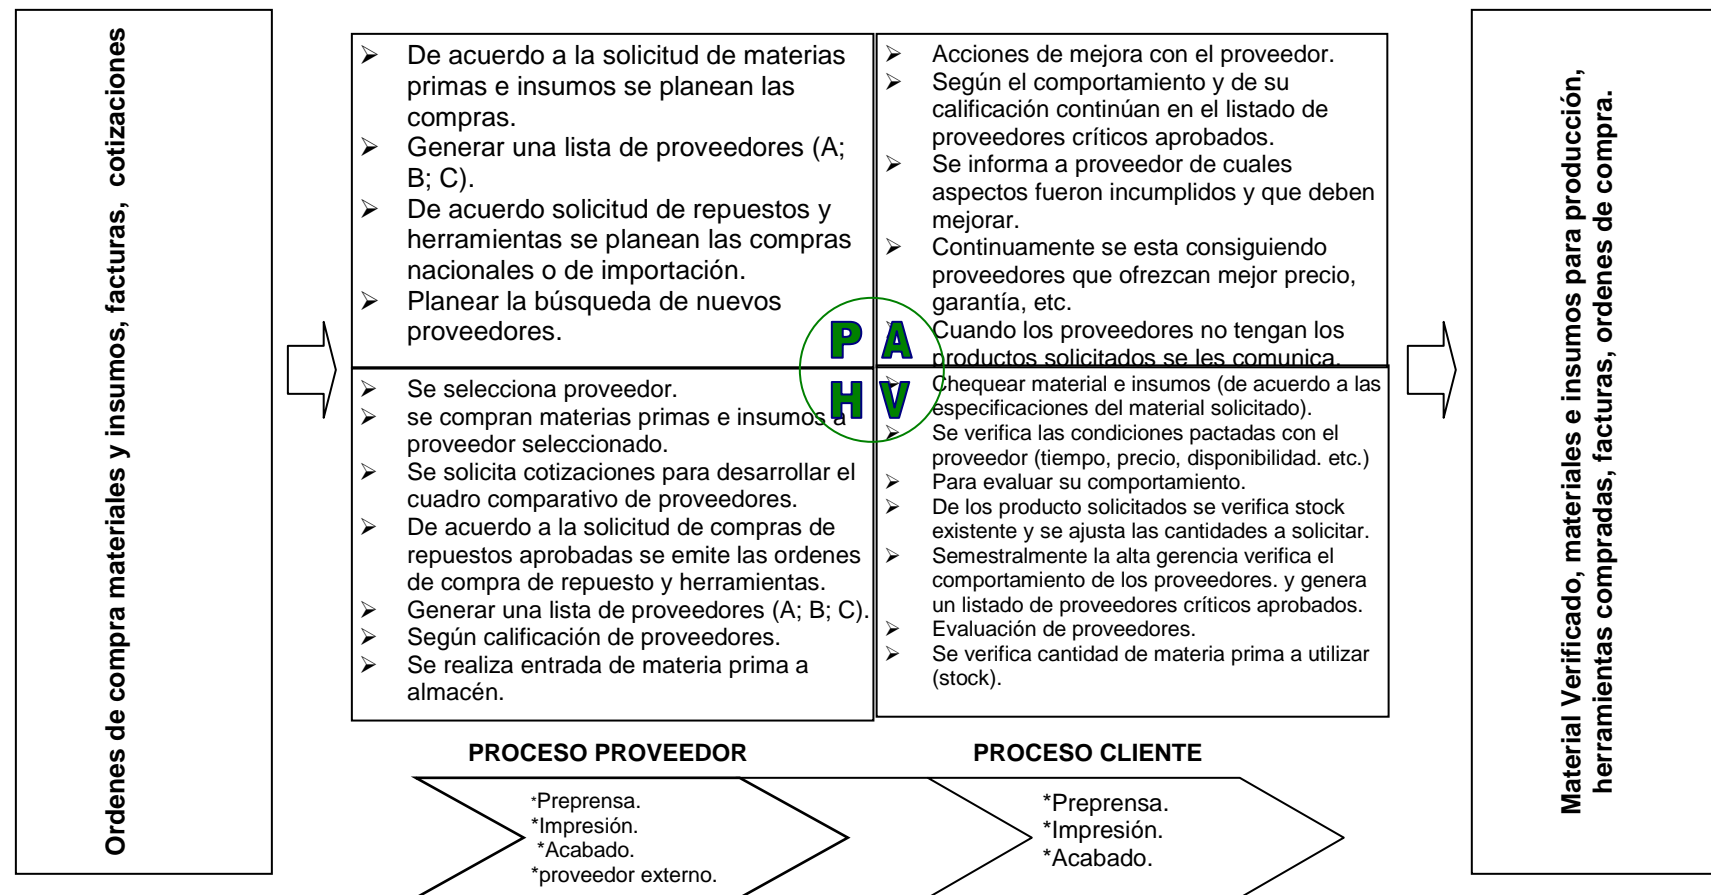 Ordenes de compra materiales y insumos, facturas, cotizaciones
➢ De acuerdo a la solicitud de materias
primas e insumos se planean las
compras.
➢ Generar una lista de proveedores (A;
B; C).
➢ De acuerdo solicitud de repuestos y
herramientas se planean las compras
nacionales o de importación.
➢ Planear la búsqueda de nuevos
proveedores.
➢ Acciones de mejora con el proveedor.
➢ Según el comportamiento y de su
calificación continúan en el listado de
proveedores críticos aprobados.
➢ Se informa a proveedor de cuales
aspectos fueron incumplidos y que deben
mejorar.
➢ Continuamente se esta consiguiendo
proveedores que ofrezcan mejor precio,
garantía, etc.
➢ Cuando los proveedores no tengan los
productos solicitados se les comunica.
P A
H V
➢ Se selecciona proveedor.
➢ se compran materias primas e insumos a
proveedor seleccionado.
➢ Se solicita cotizaciones para desarrollar el
cuadro comparativo de proveedores.
➢ De acuerdo a la solicitud de compras de
repuestos aprobadas se emite las ordenes
de compra de repuesto y herramientas.
➢ Generar una lista de proveedores (A; B; C).
➢ Según calificación de proveedores.
➢ Se realiza entrada de materia prima a
almacén.
➢ Chequear material e insumos (de acuerdo a las
especificaciones del material solicitado).
➢ Se verifica las condiciones pactadas con el
proveedor (tiempo, precio, disponibilidad. etc.)
➢ Para evaluar su comportamiento.
➢ De los producto solicitados se verifica stock
existente y se ajusta las cantidades a solicitar.
➢ Semestralmente la alta gerencia verifica el
comportamiento de los proveedores. y genera
un listado de proveedores críticos aprobados.
➢ Evaluación de proveedores.
➢ Se verifica cantidad de materia prima a utilizar
(stock).
PROCESO PROVEEDOR
*Preprensa.
*Impresión.
*Acabado.
*proveedor externo.
PROCESO CLIENTE
*Preprensa.
*Impresión.
*Acabado.
Material Verificado, materiales e insumos para producción,
herramientas compradas, facturas, ordenes de compra.